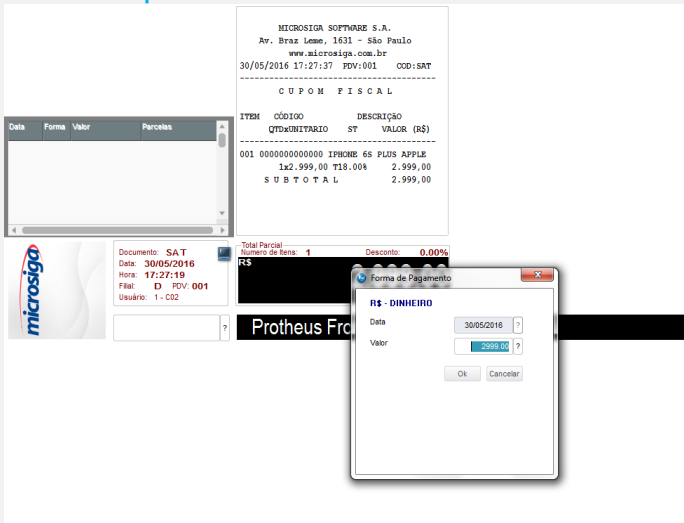 MICROSIGA SOFTWARE S.A.
Av. Braz Leme, 1631 - São Paulo
www.microsiga.com.br
30/05/2016 17:27:37 PDV:001 COD:SAT
----------------------------------------
C U P O M F I S C A L
ITEM CÓDIGO DESCRIÇãO
QTDxUNITARIO ST VALOR (R$)
----------------------------------------
001 0000000000000 IPHONE 6S PLUS APPLE
1x2.999,00 T18.00% 2.999,00
S U B T O T A L 2.999,00
Data Forma Valor Parcelas
microsiga
Documento: SAT
Data: 30/05/2016
Hora: 17:27:19
Filial: D PDV: 001
Usuário: 1 - C02
?
Total Parcial
Numero de Itens: 1 Desconto: 0.00%
R$
Protheus Fro
Forma de Pagamento
R$ - DINHEIRO
Data 30/05/2016 ?
Valor 2999.00 ?
Ok Cancelar